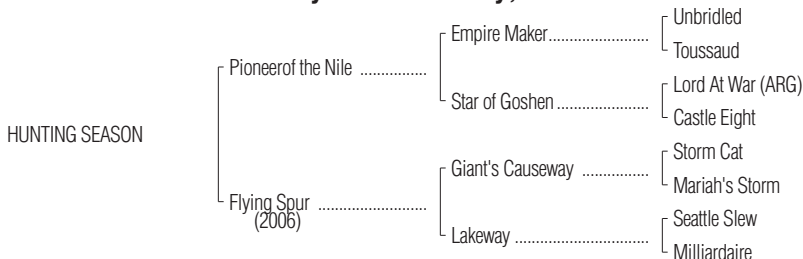 Unbridled
Empire Maker.......................
Toussaud
Pioneerof the Nile ................
Lord At War (ARG)
Star of Goshen.....................
Castle Eight
HUNTING SEASON
Storm Cat
Giant's Causeway ...............
Mariah's Storm
Flying Spur .........................
(2006)
Seattle Slew
Lakeway ..............................
Milliardaire